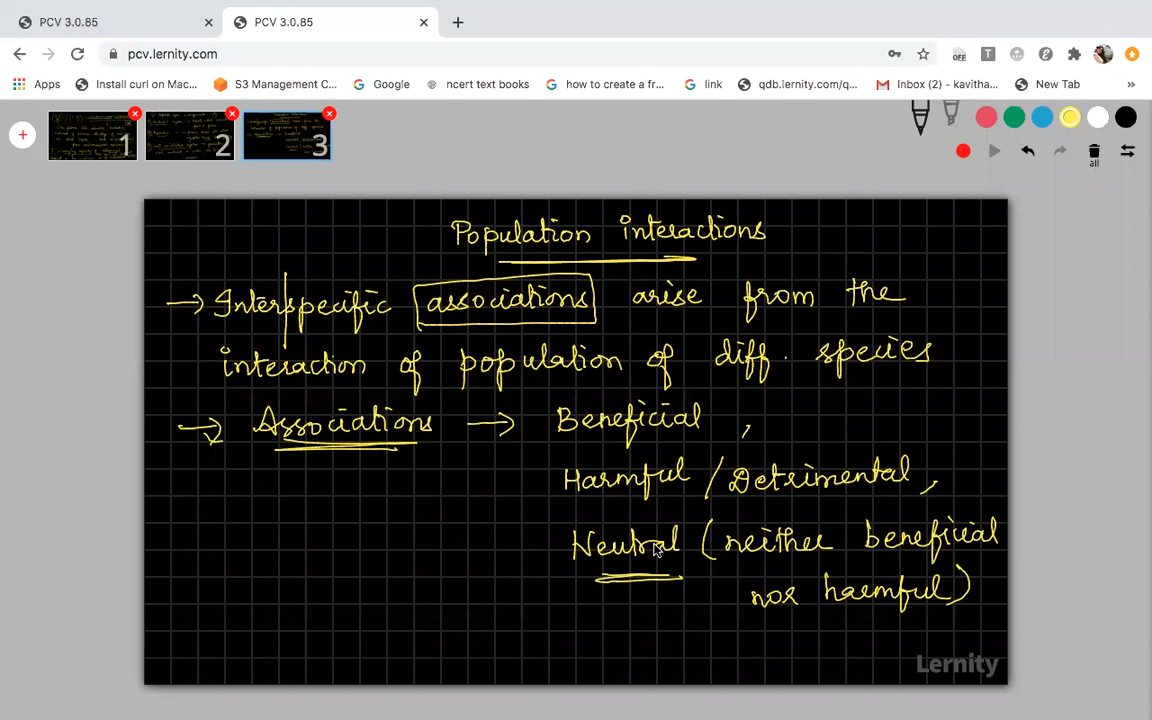 PCV 3.0.85
PCV 3.0.85
pcv.lernity.com
Apps
Install curl on Mac...
S3 Management C...
Google
ncert text books
how to create a fr...
link
qdb.lernity.com/q...
Inbox (2) - kavitha...
New Tab
»
1
2
3
all
Population interactions
→ Interspecific associations arise from the
interaction of population of diff. species
→ Associations → Beneficial,
Harmful / Detrimental,
Neutral (neither beneficial
nor harmful)
Lernity